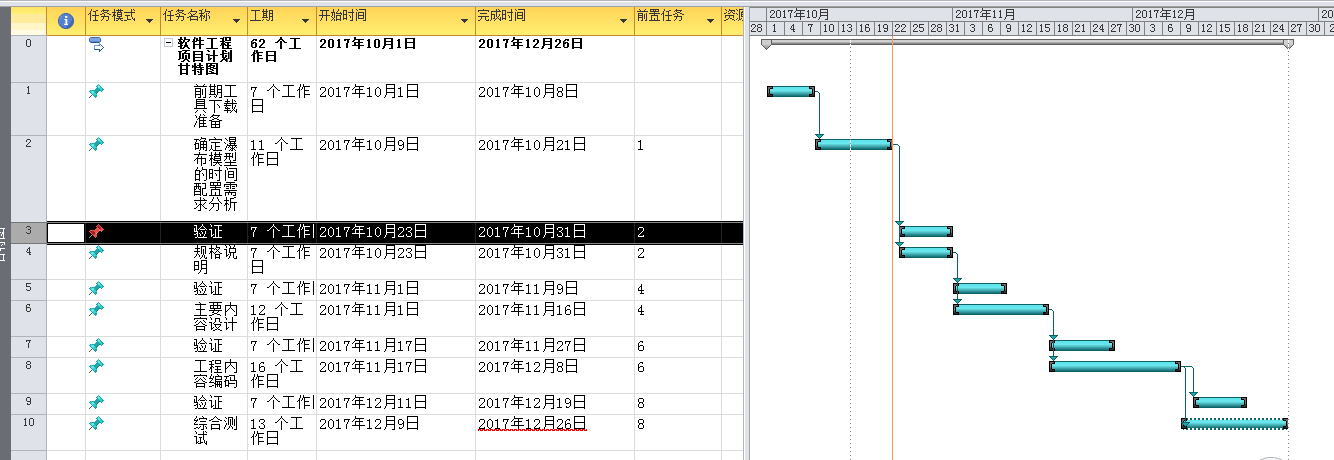 任务模式 任务名称 工期 开始时间 完成时间 前置任务 资源
2017年10月 2017年11月 2017年12月 20
28 1 4 7 10 13 16 19 22 25 28 31 3 6 9 12 15 18 21 24 27 30 3 6 9 12 15 18 21 24 27 30 2
0 软件工程 62 个工 2017年10月1日 2017年12月26日
项目计划 作日
甘特图
1 前期工 7 个工作 2017年10月1日 2017年10月8日
具下载 日
准备
2 确定瀑 11 个工 2017年10月9日 2017年10月21日 1
布模型 作日
的时间
配置需
求分析
3 验证 7 个工作 2017年10月23日 2017年10月31日 2
4 规格说 7 个工作 2017年10月23日 2017年10月31日 2
明 日
5 验证 7 个工作 2017年11月1日 2017年11月9日 4
6 主要内 12 个工 2017年11月1日 2017年11月16日 4
容设计 作日
7 验证 7 个工作 2017年11月17日 2017年11月27日 6
8 工程内 16 个工 2017年11月17日 2017年12月8日 6
容编码 作日
9 验证 7 个工作 2017年12月11日 2017年12月19日 8
10 综合测 13 个工 2017年12月9日 2017年12月26日 8
试 作日